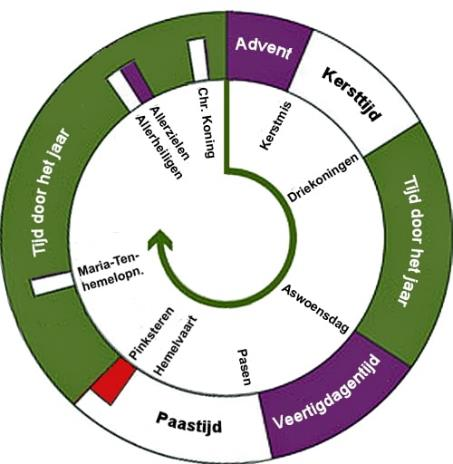 Advent
Kersttijd
Tijd door het jaar
Veertigdagentijd
Paastijd
Tijd door het jaar
Kerstmis
Driekoningen
Aswoensdag
Pasen
Hemelvaart
Pinksteren
Maria-Ten-
hemelopn.
Allerheiligen
Allerzielen
Chr. Koning